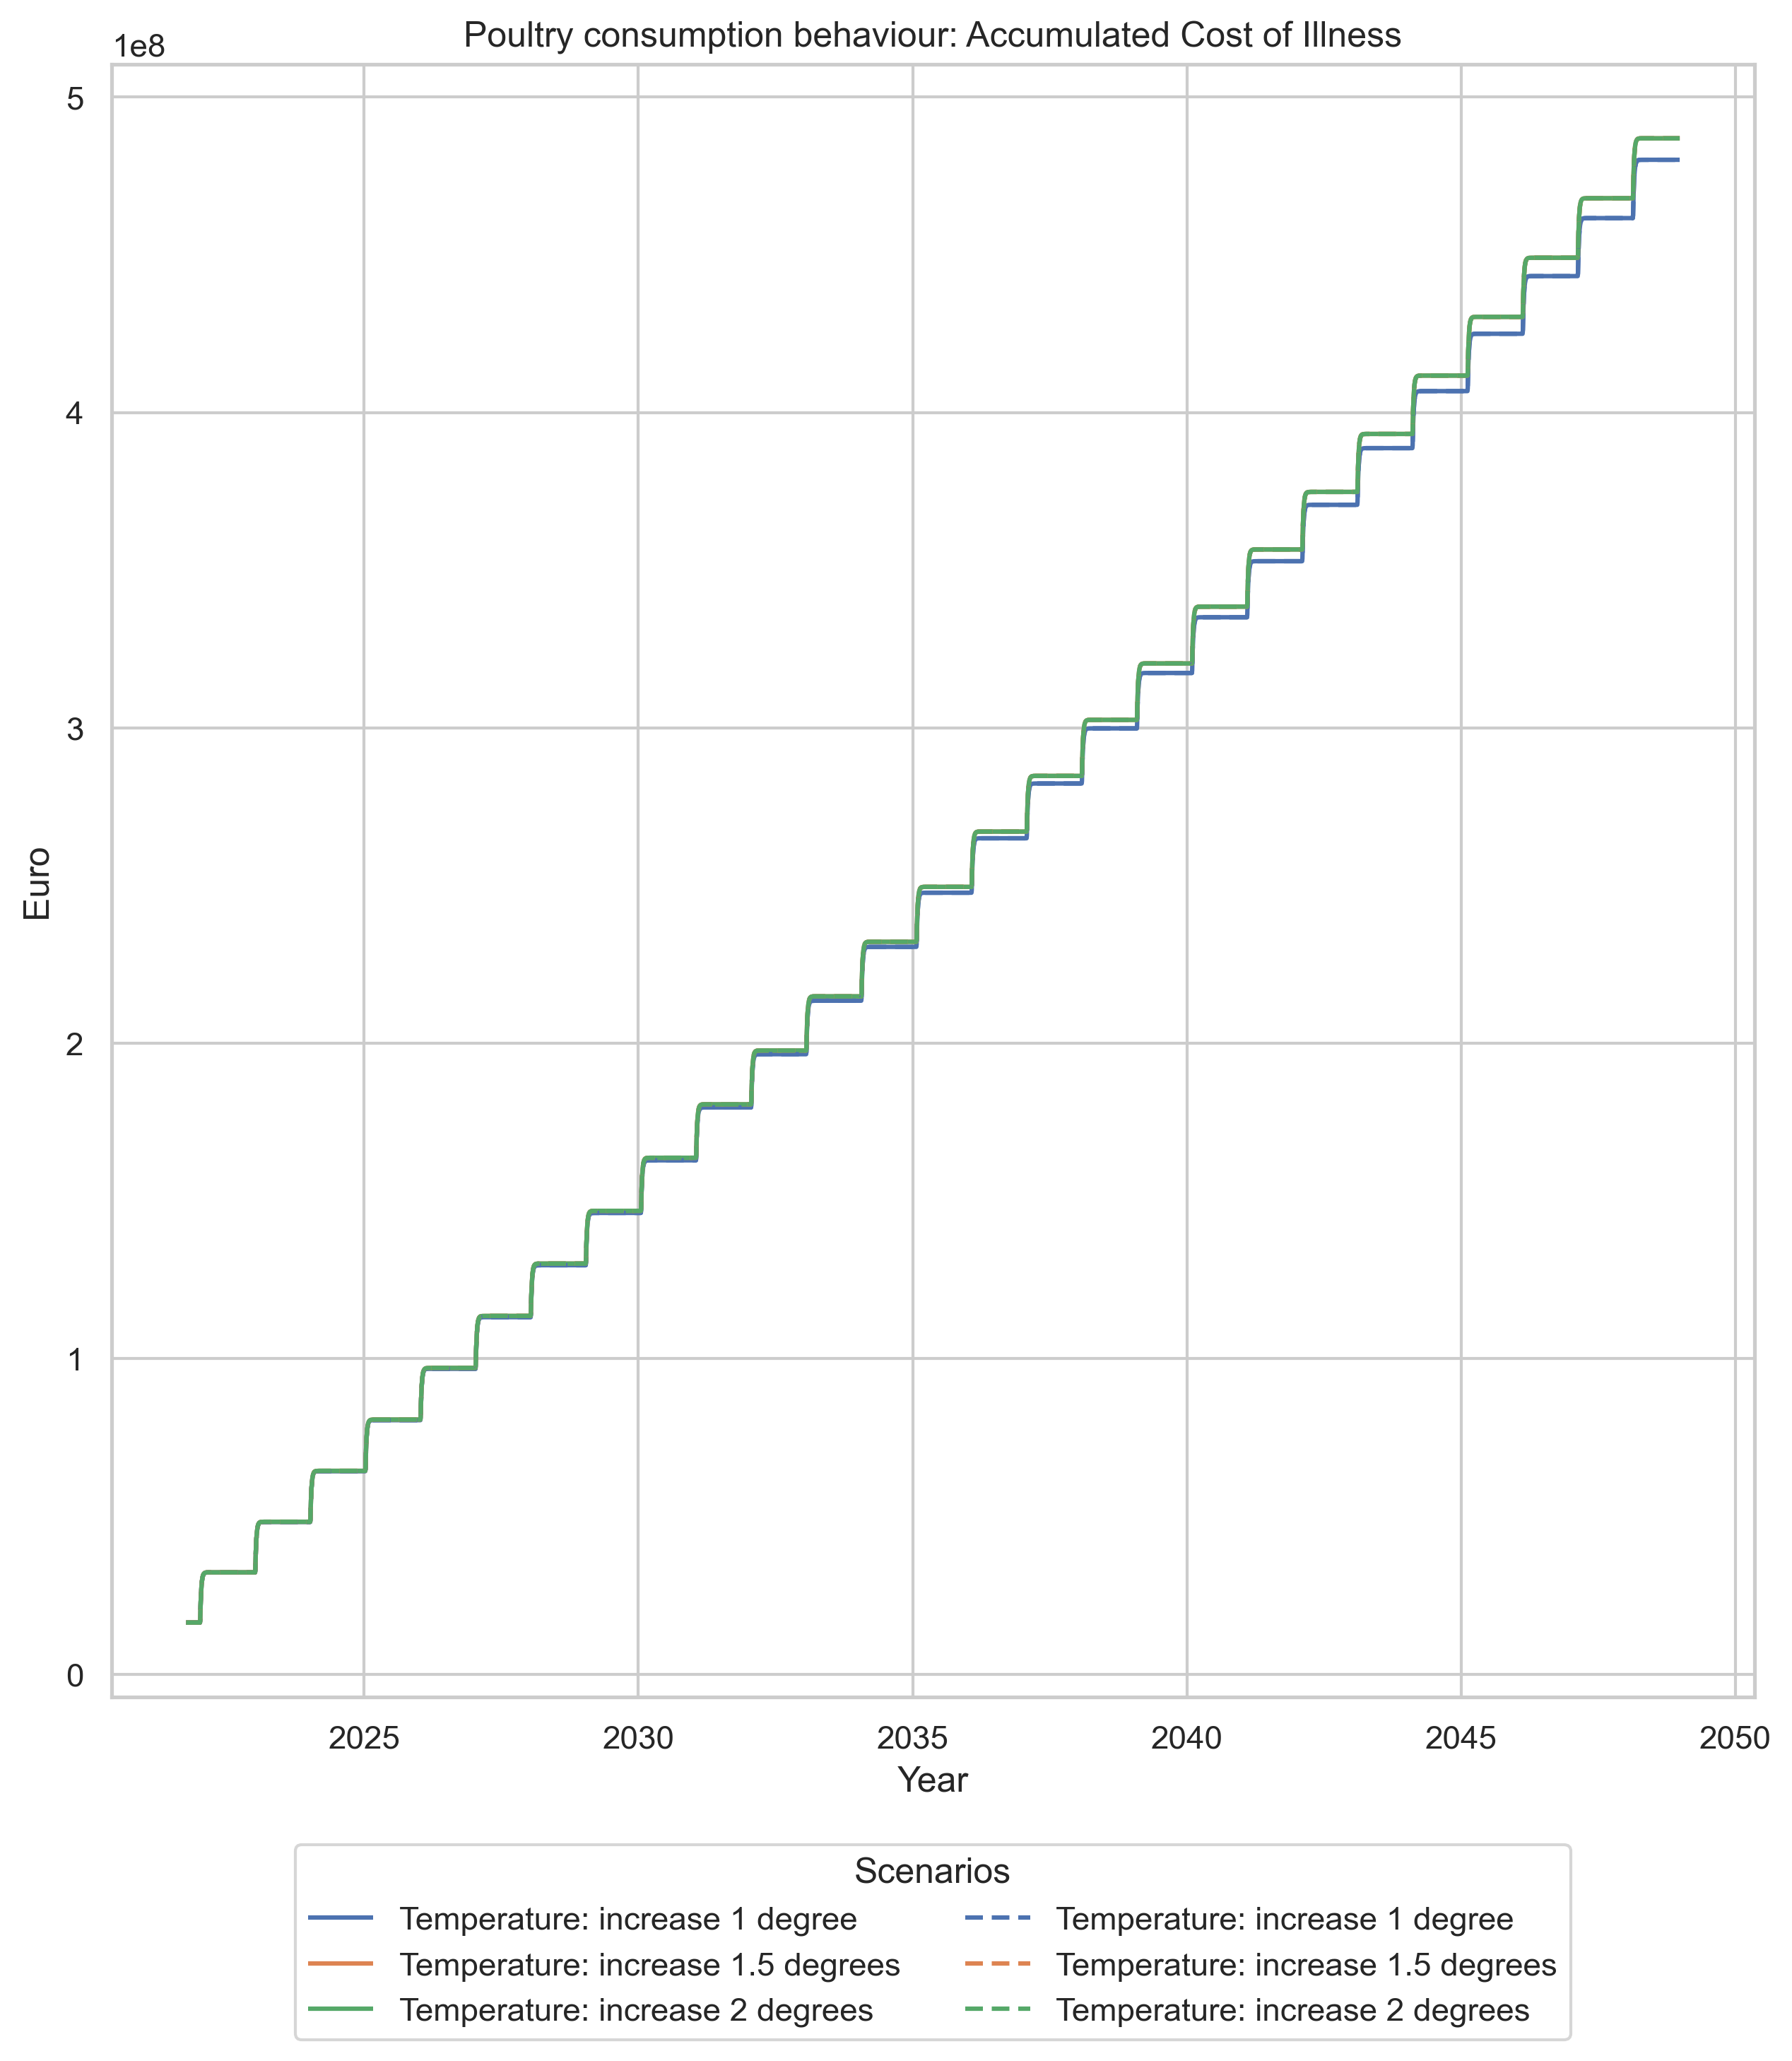 Poultry consumption behaviour: Accumulated Cost of Illness
1e8
5
4
3
2
1
0
Euro
2025 2030 2035 2040 2045 2050
Year
Scenarios
Temperature: increase 1 degree Temperature: increase 1 degree
Temperature: increase 1.5 degrees Temperature: increase 1.5 degrees
Temperature: increase 2 degrees Temperature: increase 2 degrees